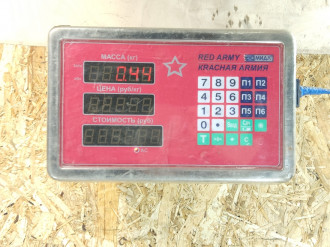 МАССА (кг)
0.44
ЦЕНА (руб/кг)
СТОИМОСТЬ (руб)
RED ARMY
КРАСНАЯ АРМИЯ
7 8 9 П1 П2
4 5 6 П3 П4
1 2 3 П5 П6
0
T + C